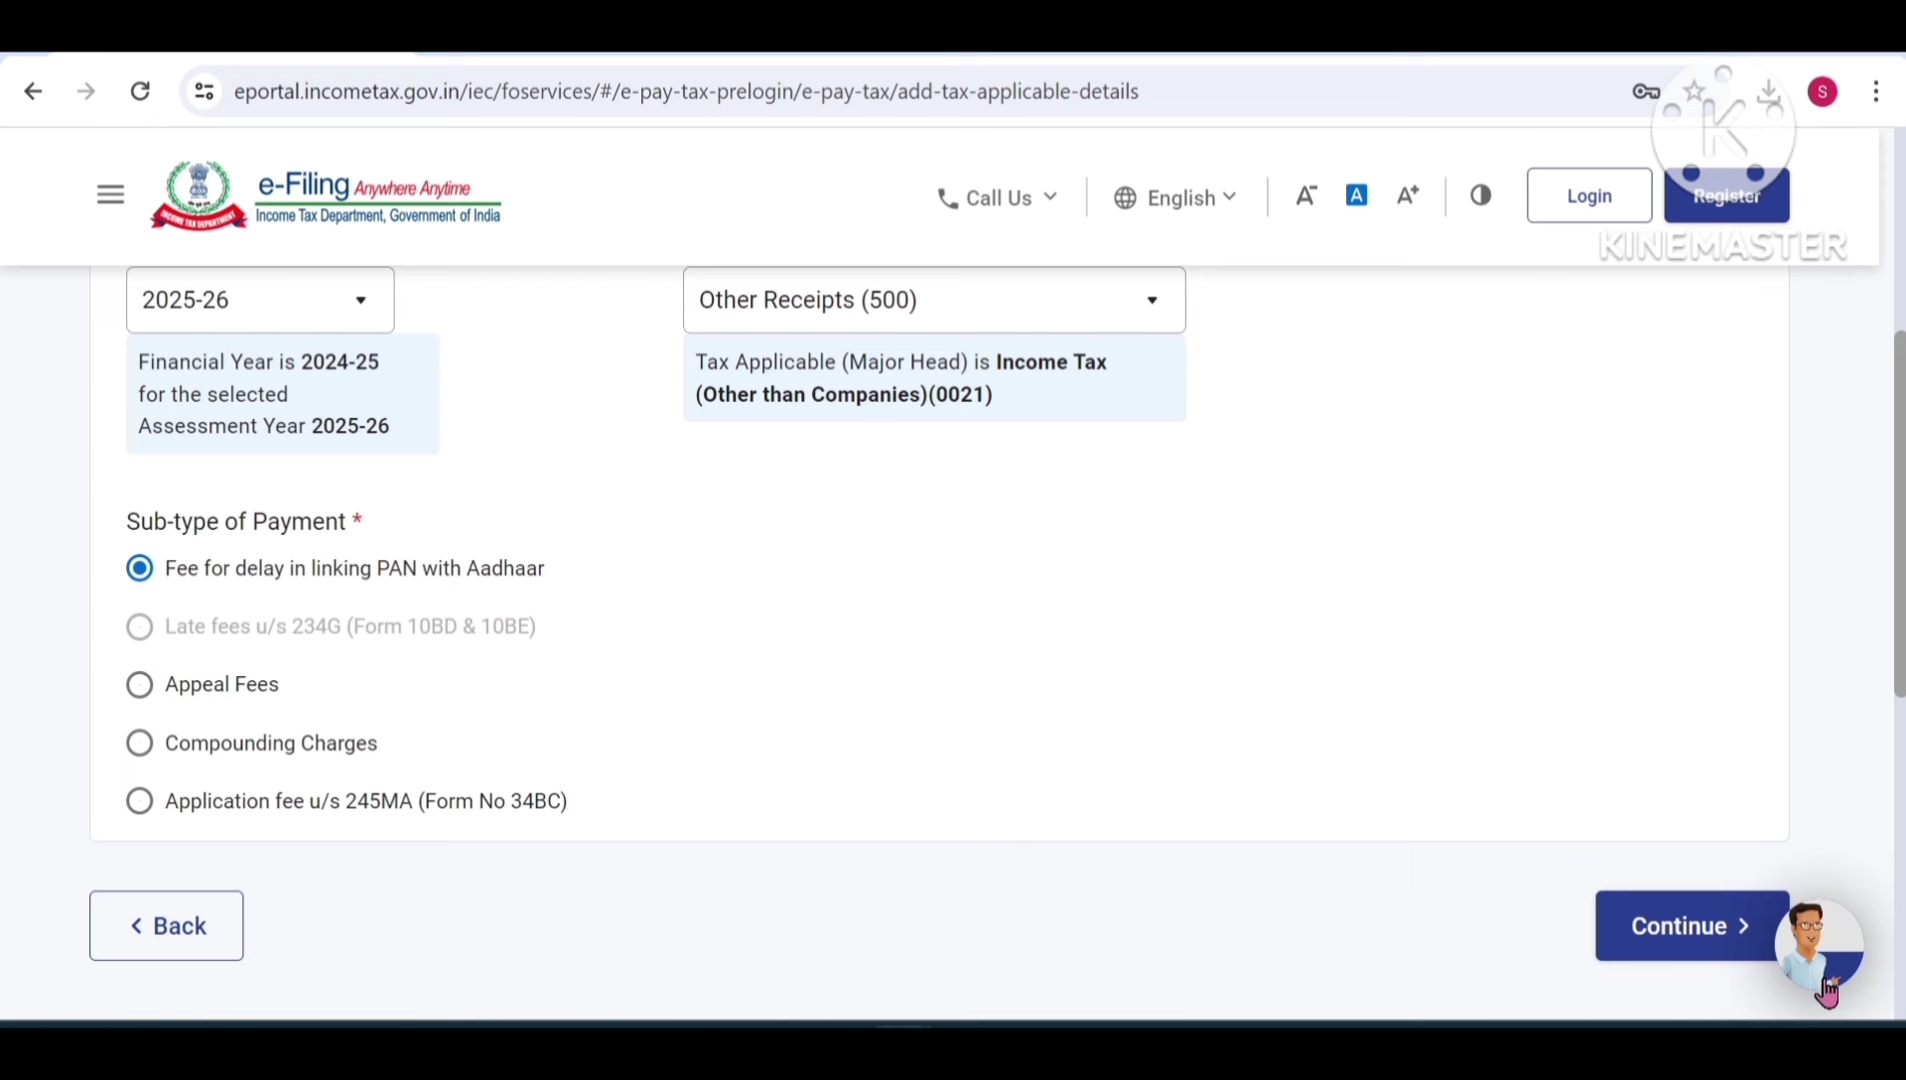 eportal.incometax.gov.in/iec/foservices/#/e-pay-tax-prelogin/e-pay-tax/add-tax-applicable-details
S
K
INCOME TAX DEPARTMENT
e-Filing Anywhere Anytime
Income Tax Department, Government of India
Call Us
English
A-
A
A+
Login
Register
KINEMASTER
2025-26
Other Receipts (500)
Financial Year is 2024-25
for the selected
Assessment Year 2025-26
Tax Applicable (Major Head) is Income Tax
(Other than Companies)(0021)
Sub-type of Payment *
Fee for delay in linking PAN with Aadhaar
Late fees u/s 234G (Form 10BD & 10BE)
Appeal Fees
Compounding Charges
Application fee u/s 245MA (Form No 34BC)
< Back
Continue >